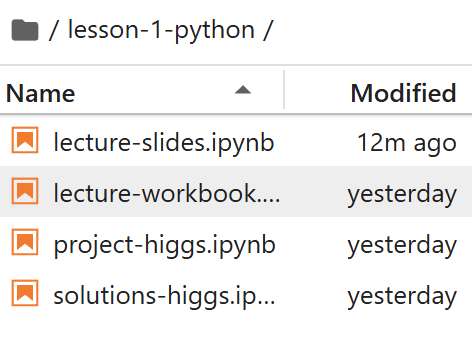 / lesson-1-python /
Name Modified
lecture-slides.ipynb 12m ago
lecture-workbook.... yesterday
project-higgs.ipynb yesterday
solutions-higgs.ip... yesterday